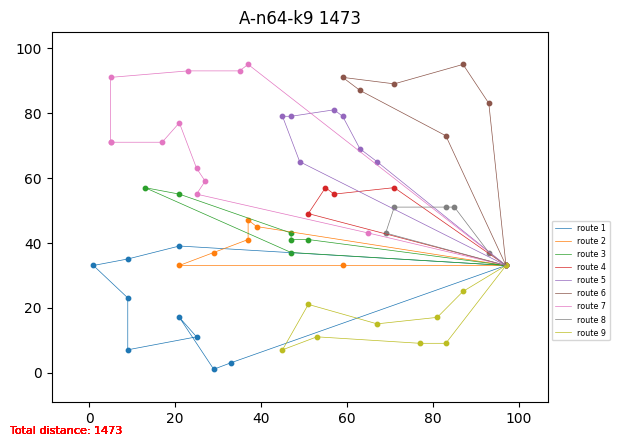 A-n64-k9 1473
100
80
60
40
20
0
0 20 40 60 80 100
route 1
route 2
route 3
route 4
route 5
route 6
route 7
route 8
route 9
Total distance: 1473